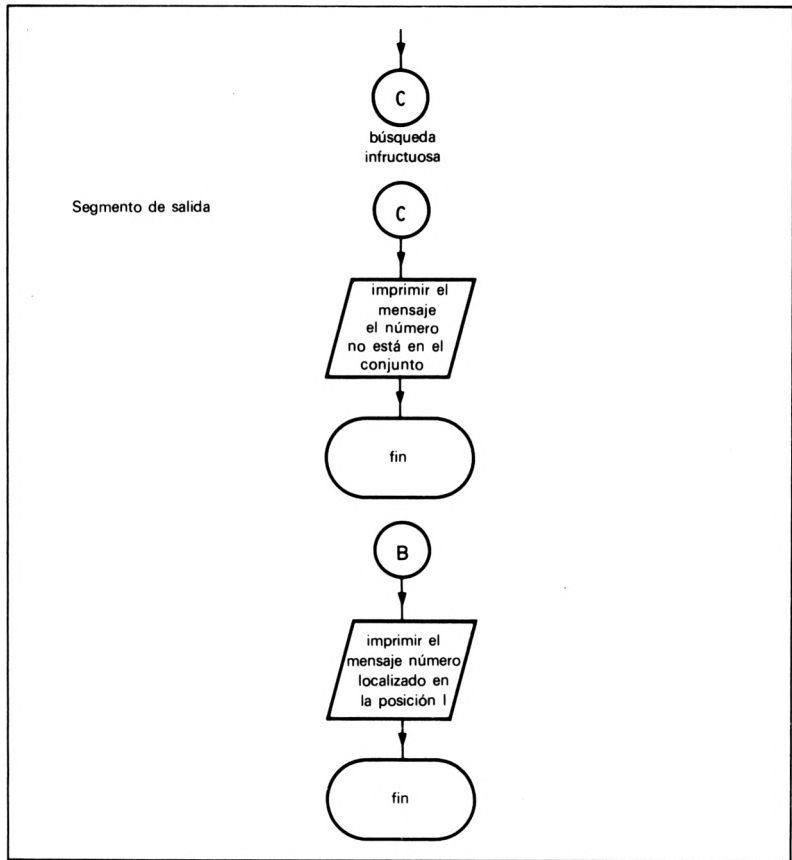 C
búsqueda
infructuosa
Segmento de salida
C
imprimir el
mensaje
el número
no está en el
conjunto
fin
B
imprimir el
mensaje número
localizado en
la posición I
fin